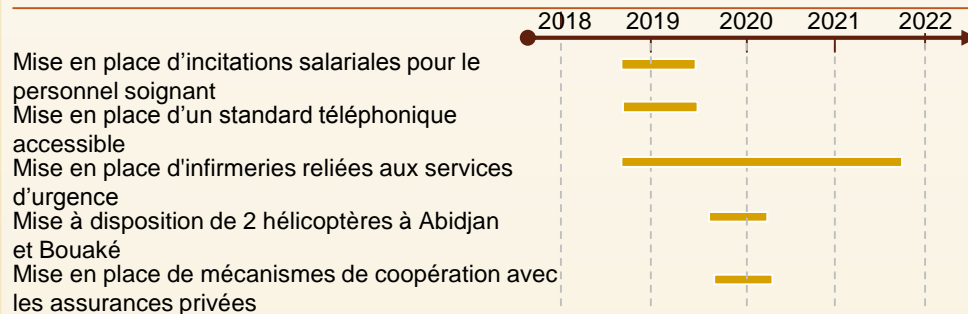 2018 2019 2020 2021 2022
Mise en place d’incitations salariales pour le
personnel soignant
Mise en place d’un standard téléphonique
accessible
Mise en place d'infirmeries reliées aux services
d’urgence
Mise à disposition de 2 hélicoptères à Abidjan
et Bouaké
Mise en place de mécanismes de coopération avec
les assurances privées